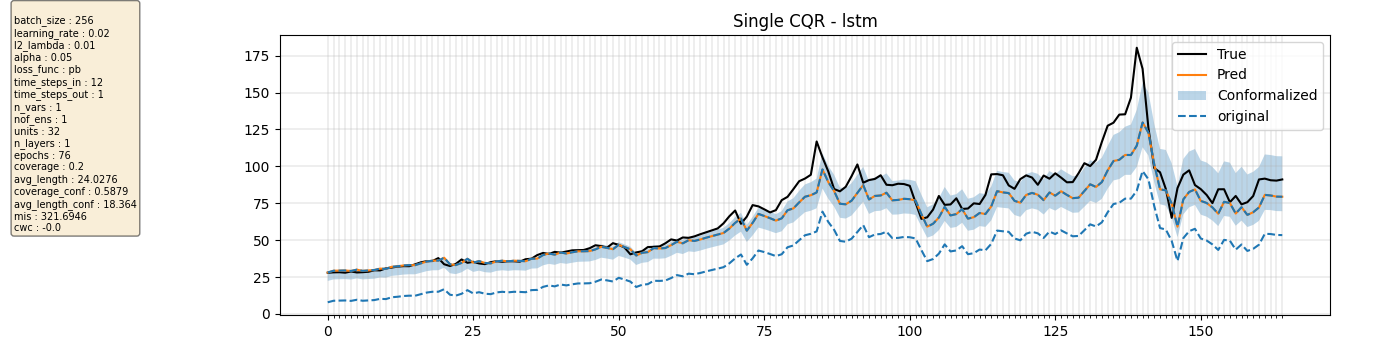 batch_size : 256
learning_rate : 0.02
l2_lambda : 0.01
alpha : 0.05
loss_func : pb
time_steps_in : 12
time_steps_out : 1
n_vars : 1
nof_ens : 1
units : 32
n_layers : 1
epochs : 76
coverage : 0.2
avg_length : 24.0276
coverage_conf : 0.5879
avg_length_conf : 18.364
mis : 321.6946
cwc : -0.0
Single CQR - lstm
175
150
125
100
75
50
25
0
True
Pred
Conformalized
original
0 25 50 75 100 125 150